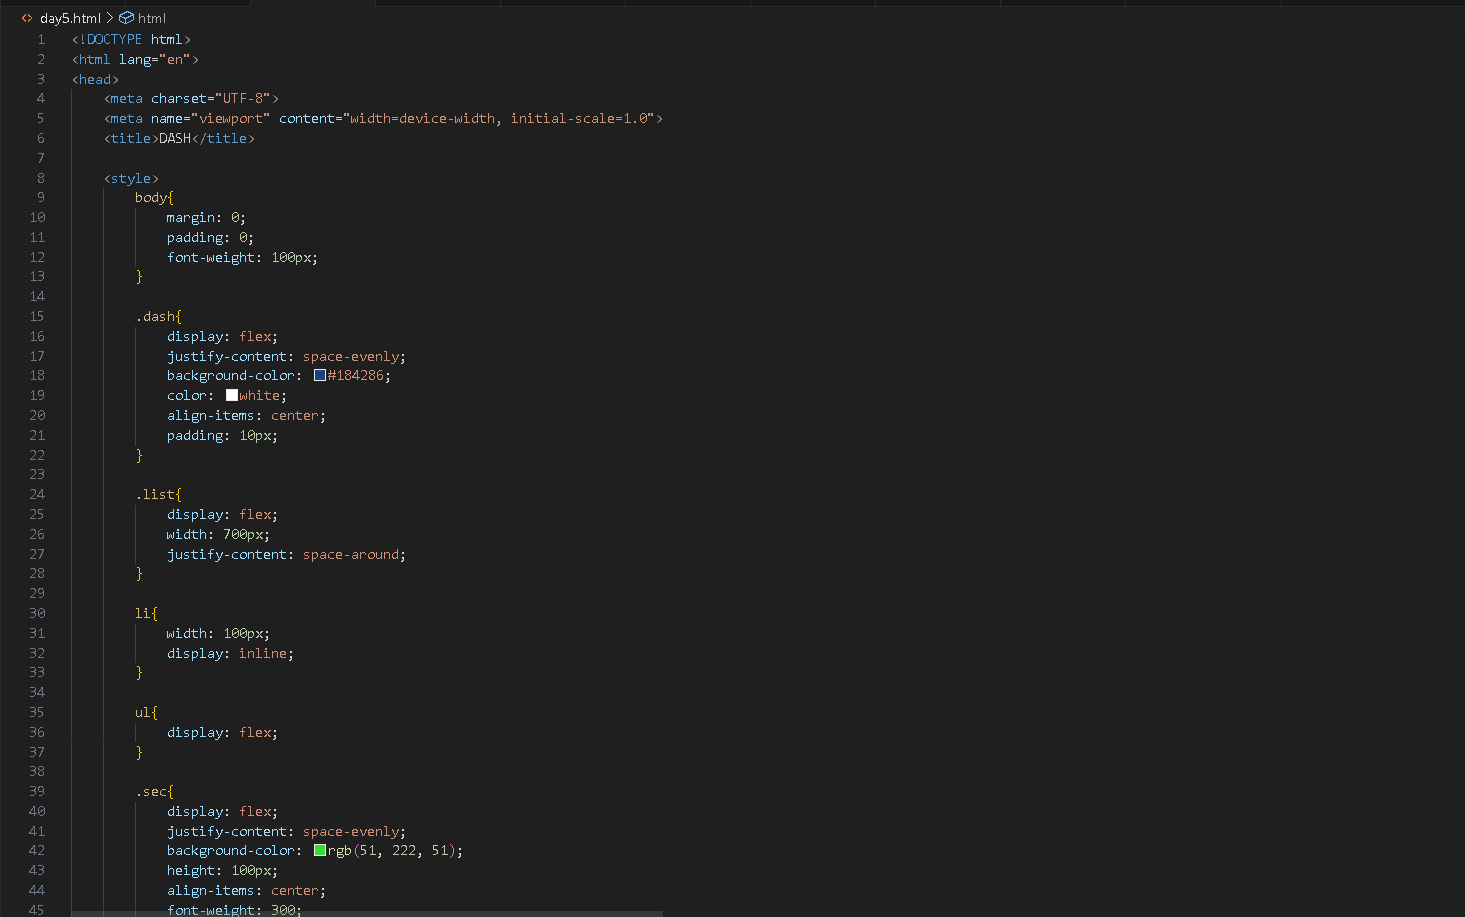 day5.html > html
1 <!DOCTYPE html>
2 <html lang="en">
3 <head>
4     <meta charset="UTF-8">
5     <meta name="viewport" content="width=device-width, initial-scale=1.0">
6     <title>DASH</title>
7
8     <style>
9         body{
10             margin: 0;
11             padding: 0;
12             font-weight: 100px;
13         }
14
15         .dash{
16             display: flex;
17             justify-content: space-evenly;
18             background-color: #184286;
19             color: white;
20             align-items: center;
21             padding: 10px;
22         }
23
24         .list{
25             display: flex;
26             width: 700px;
27             justify-content: space-around;
28         }
29
30         li{
31             width: 100px;
32             display: inline;
33         }
34
35         ul{
36             display: flex;
37         }
38
39         .sec{
40             display: flex;
41             justify-content: space-evenly;
42             background-color: rgb(51, 222, 51);
43             height: 100px;
44             align-items: center;
45             font-weight: 300;